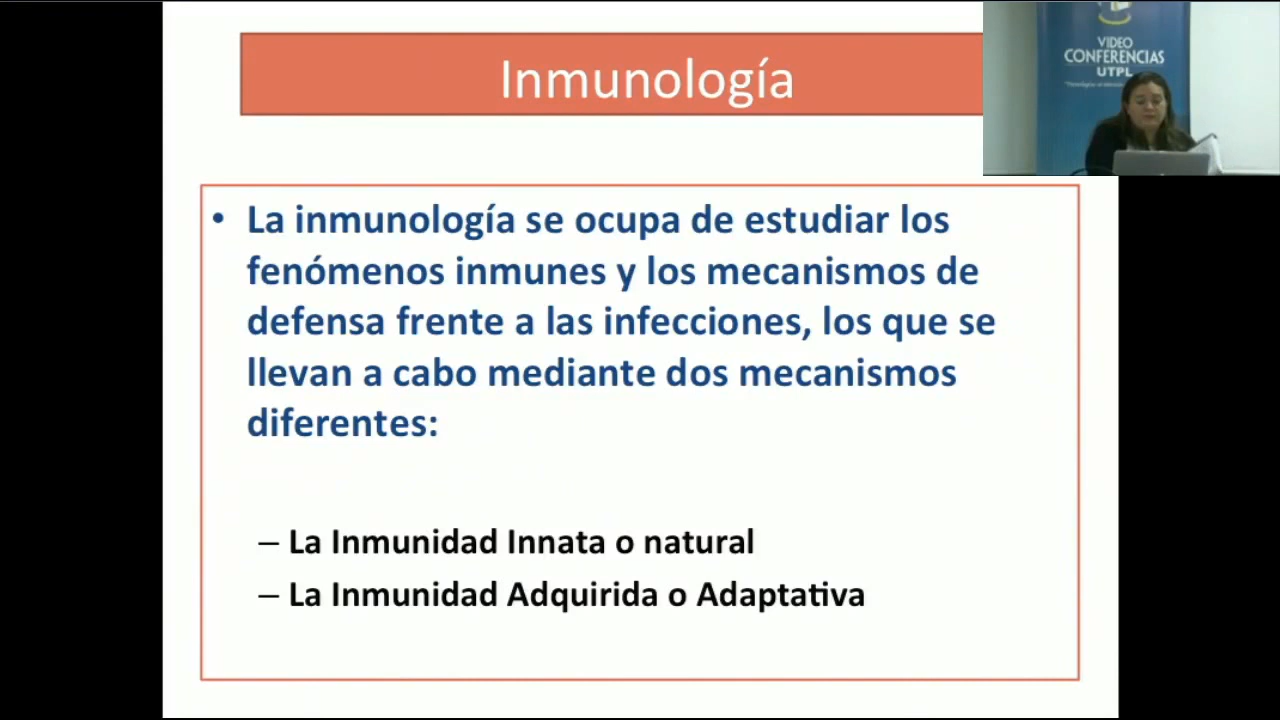 Inmunología
VIDEO
CONFERENCIAS
UTPL
• La inmunología se ocupa de estudiar los
fenómenos inmunes y los mecanismos de
defensa frente a las infecciones, los que se
llevan a cabo mediante dos mecanismos
diferentes:
– La Inmunidad Innata o natural
– La Inmunidad Adquirida o Adaptativa